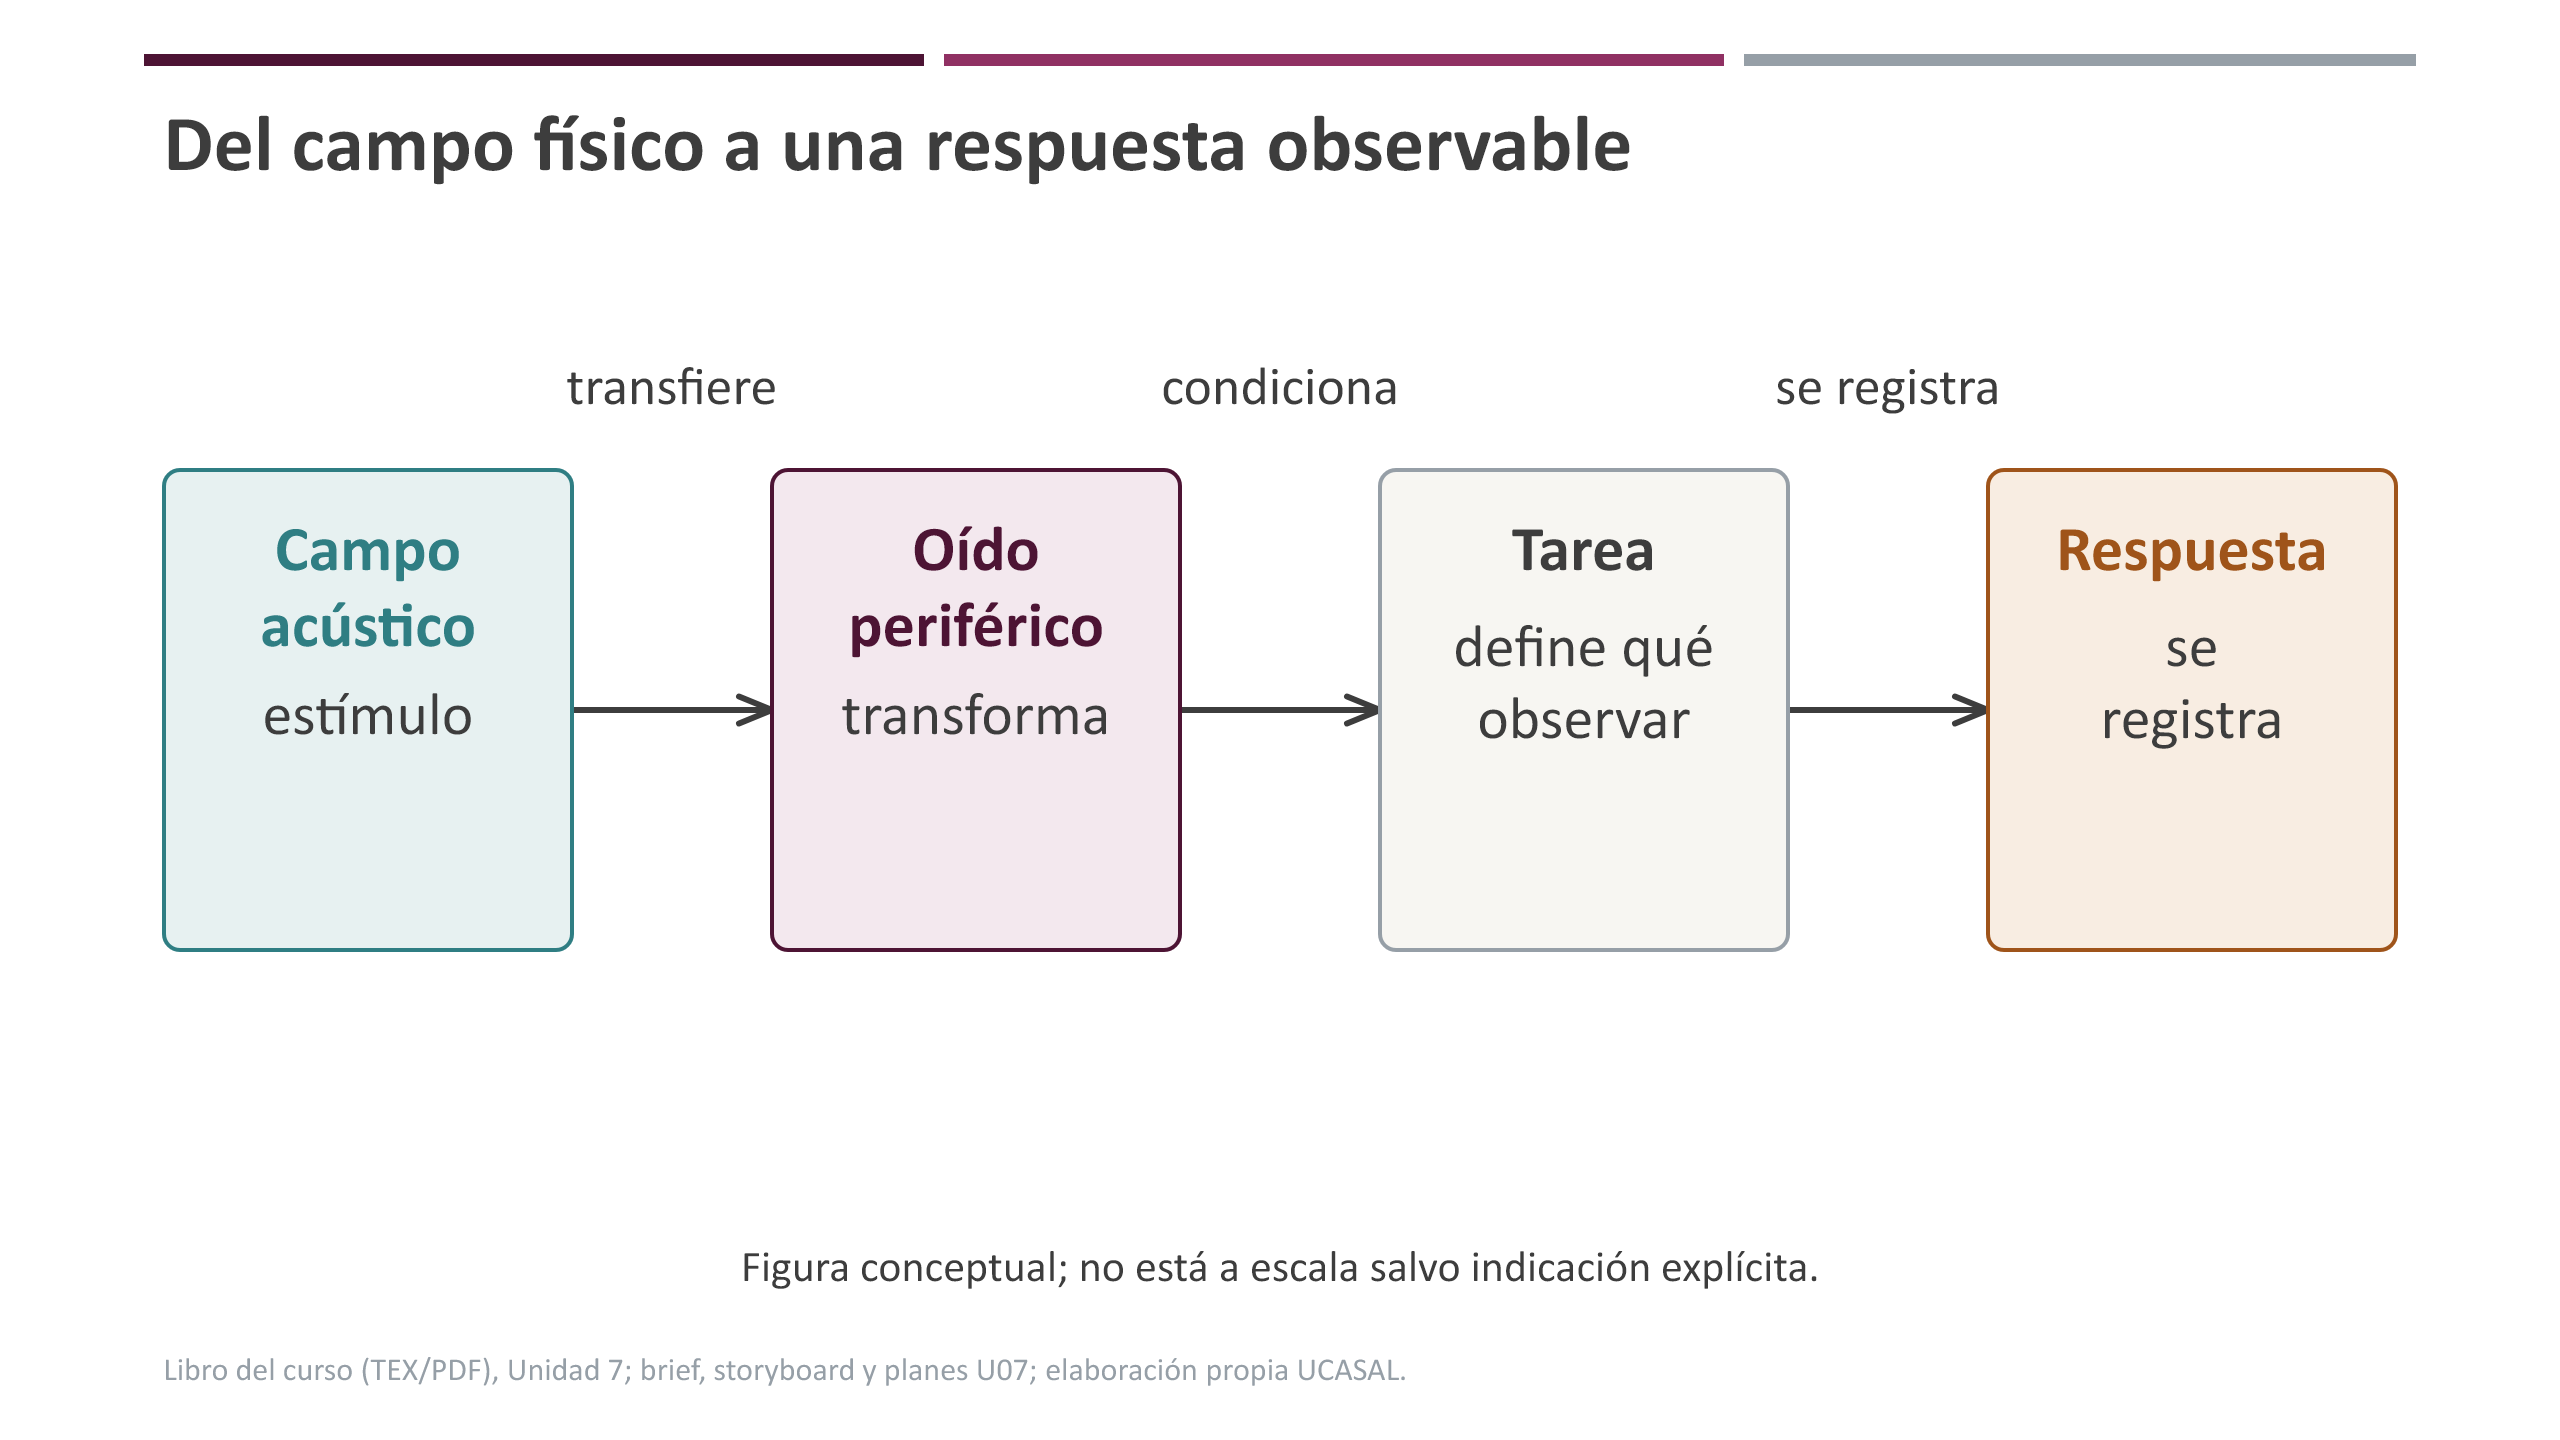 Del campo físico a una respuesta observable
transfiere
condiciona
se registra
Campo
acústico
estímulo
Oído
periférico
transforma
Tarea
define qué
observar
Respuesta
se
registra
Figura conceptual; no está a escala salvo indicación explícita.
Libro del curso (TEX/PDF), Unidad 7; brief, storyboard y planes U07; elaboración propia UCASAL.